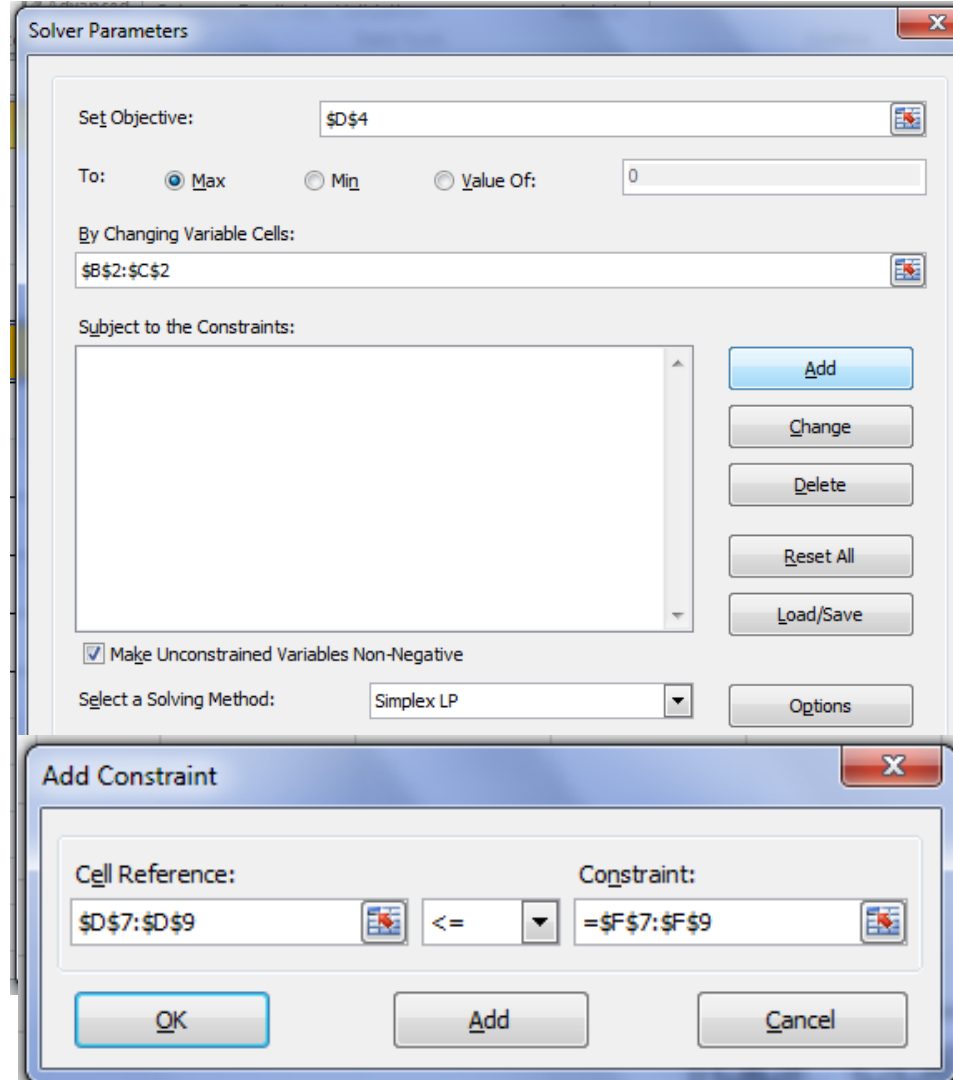 Solver Parameters
Set Objective: $D$4
To: Max Min Value Of: 0
By Changing Variable Cells:
$B$2:$C$2
Subject to the Constraints:
Add
Change
Delete
Reset All
Load/Save
Make Unconstrained Variables Non-Negative
Select a Solving Method: Simplex LP Options
Add Constraint
Cell Reference: Constraint:
$D$7:$D$9 <= =$F$7:$F$9
OK Add Cancel